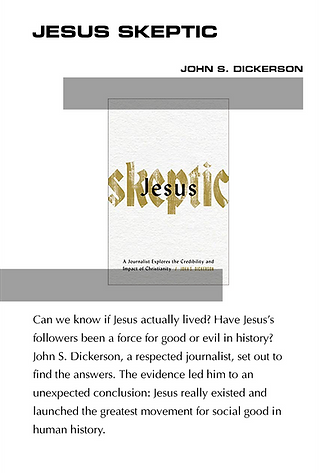 JESUS SKEPTIC
JOHN S. DICKERSON
skeptic
Jesus
A Journalist Explores the Credibility and
Impact of Christianity / JOHN S. DICKERSON
Can we know if Jesus actually lived? Have Jesus's
followers been a force for good or evil in history?
John S. Dickerson, a respected journalist, set out to
find the answers. The evidence led him to an
unexpected conclusion: Jesus really existed and
launched the greatest movement for social good in
human history.